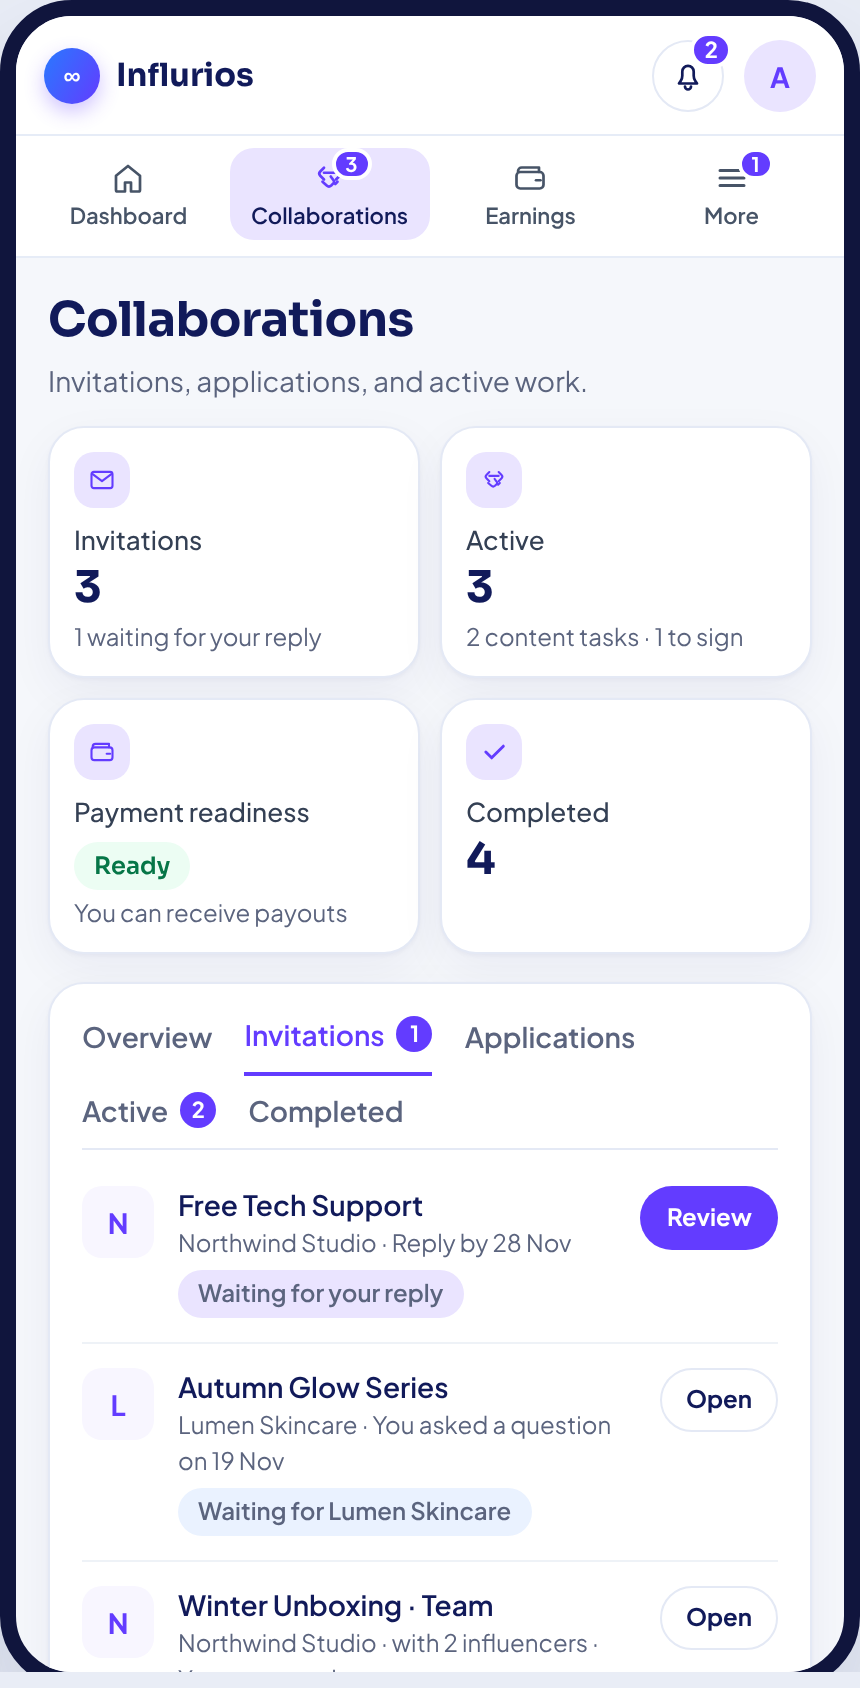 ∞ Influrios 2 A
3 1
Dashboard Collaborations Earnings More
Collaborations
Invitations, applications, and active work.
Invitations
3
1 waiting for your reply
Active
3
2 content tasks · 1 to sign
Payment readiness
Ready
You can receive payouts
Completed
4
Overview Invitations 1 Applications
Active 2 Completed
N
Free Tech Support
Northwind Studio · Reply by 28 Nov
Waiting for your reply
Review
L
Autumn Glow Series
Lumen Skincare · You asked a question
on 19 Nov
Waiting for Lumen Skincare
Open
N
Winter Unboxing · Team
Northwind Studio · with 2 influencers ·
Open